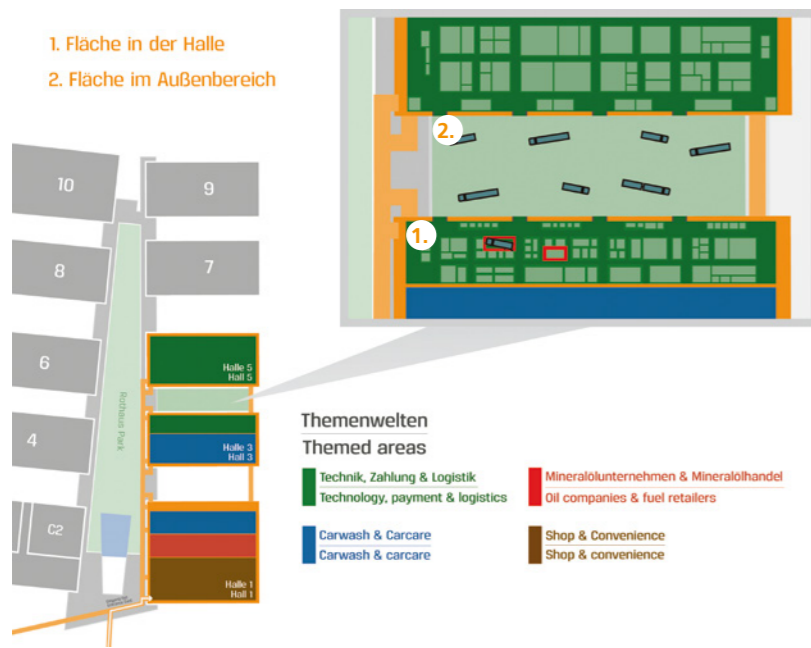 1. Fläche in der Halle
2. Fläche im Außenbereich
2.
1.
10
9
8
7
6
Halle 5
Hall 5
Rothaus Park
4
Halle 3
Hall 3
C2
Halle 1
Hall 1
Themenwelten
Themed areas
Technik, Zahlung & Logistik
Technology, payment & logistics
Mineralölunternehmen & Mineralölhandel
Oil companies & fuel retailers
Carwash & Carcare
Carwash & carcare
Shop & Convenience
Shop & convenience